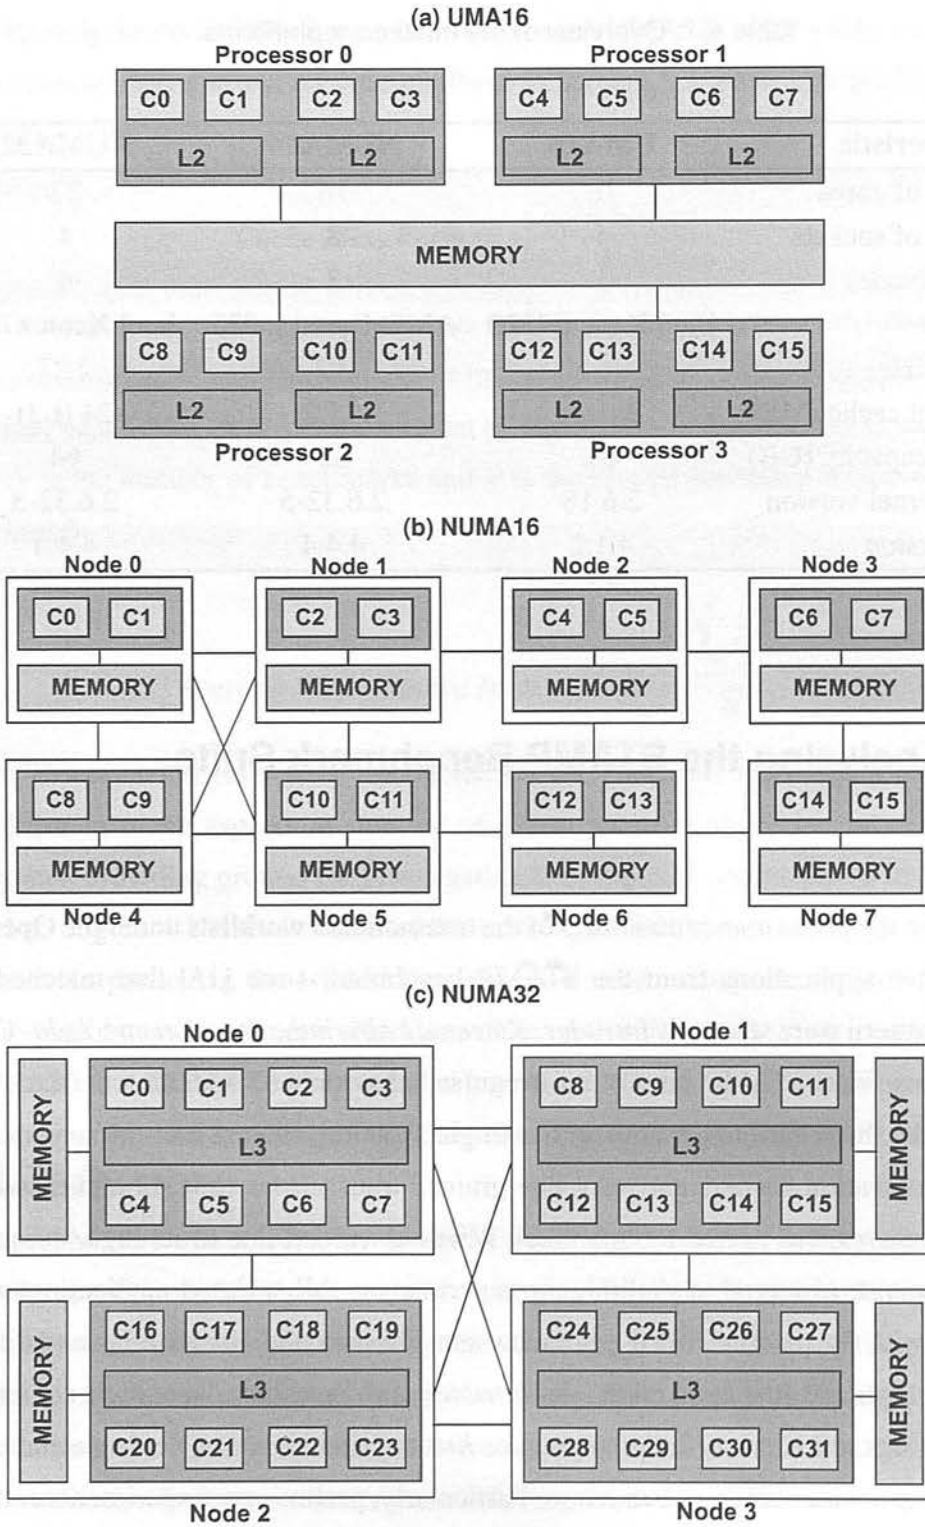 (a) UMA16
Processor 0
Processor 1
C0 C1 C2 C3
C4 C5 C6 C7
L2 L2
L2 L2
MEMORY
C8 C9 C10 C11
C12 C13 C14 C15
L2 L2
L2 L2
Processor 2
Processor 3
(b) NUMA16
Node 0
Node 1
Node 2
Node 3
C0 C1
C2 C3
C4 C5
C6 C7
MEMORY
MEMORY
MEMORY
MEMORY
C8 C9
C10 C11
C12 C13
C14 C15
MEMORY
MEMORY
MEMORY
MEMORY
Node 4
Node 5
Node 6
Node 7
(c) NUMA32
Node 0
Node 1
MEMORY
C0 C1 C2 C3
L3
C4 C5 C6 C7
C8 C9 C10 C11
L3
C12 C13 C14 C15
MEMORY
MEMORY
C16 C17 C18 C19
L3
C20 C21 C22 C23
C24 C25 C26 C27
L3
C28 C29 C30 C31
MEMORY
Node 2
Node 3